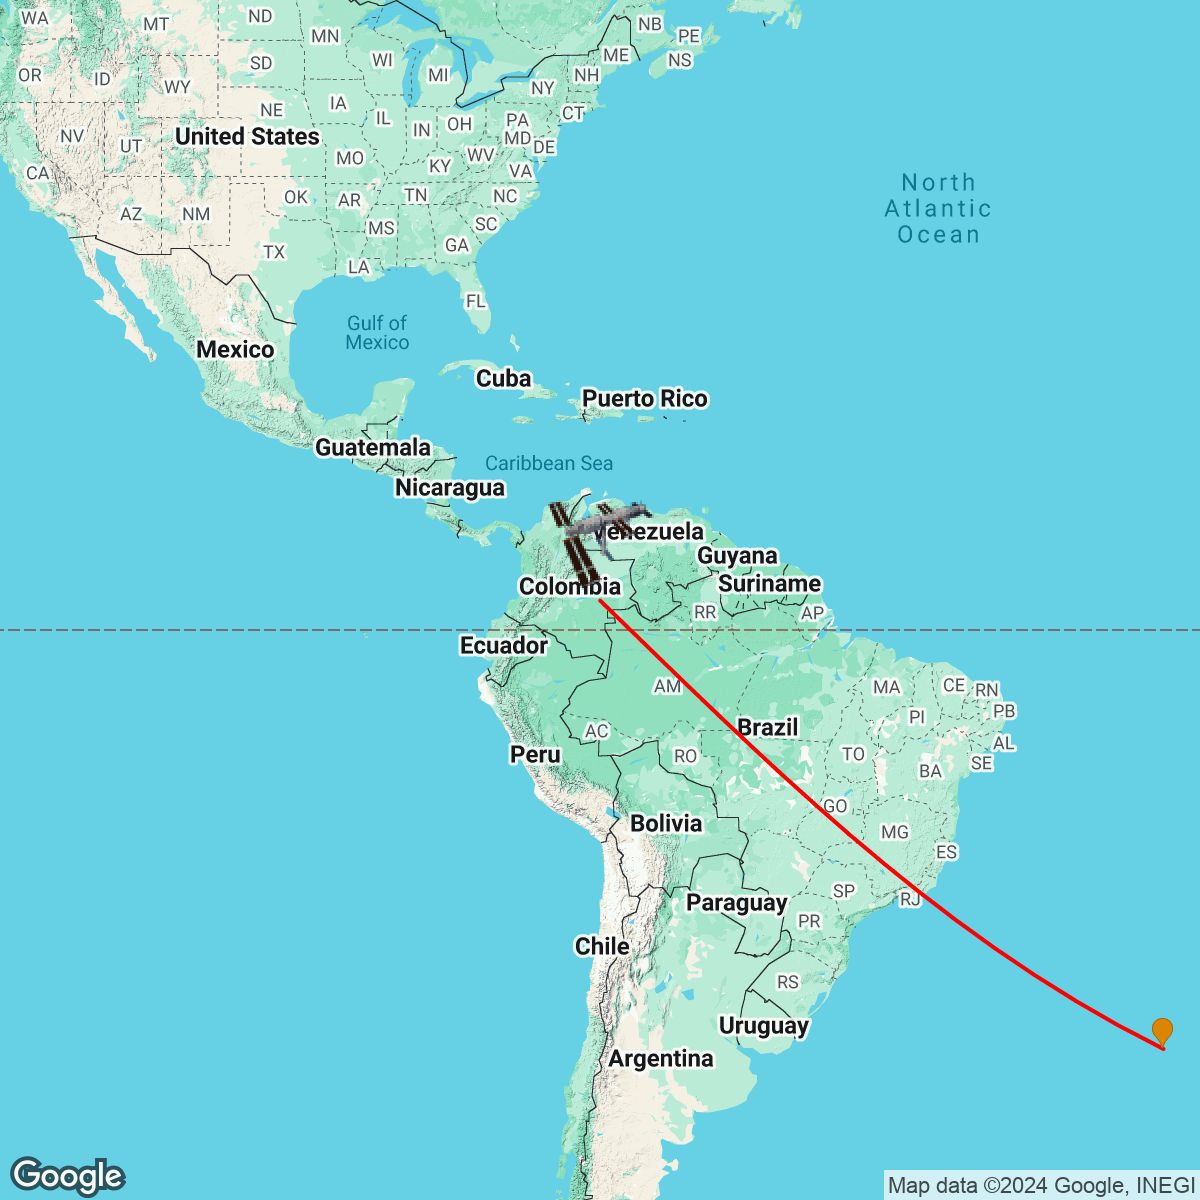 WA
MT
ND
MN
NB
PE
OR
ID
WY
SD
WI
MI
ME
NS
NH
NY
NV
UT
NE
IA
IL
IN
OH
PA
CT
MD
DE
United States
CA
MO
KY
WV
VA
AZ
NM
OK
AR
TN
NC
MS
SC
TX
LA
GA
FL
North
Atlantic
Ocean
Gulf of
Mexico
Mexico
Cuba
Puerto Rico
Guatemala
Caribbean Sea
Nicaragua
Venezuela
Guyana
Colombia
Suriname
RR
AP
Ecuador
AM
MA
CE
RN
PI
PB
AC
Brazil
AL
Peru
RO
TO
BA
SE
GO
Bolivia
MG
ES
SP
RJ
Paraguay
PR
Chile
RS
Uruguay
Argentina
Google
Map data ©2024 Google, INEGI